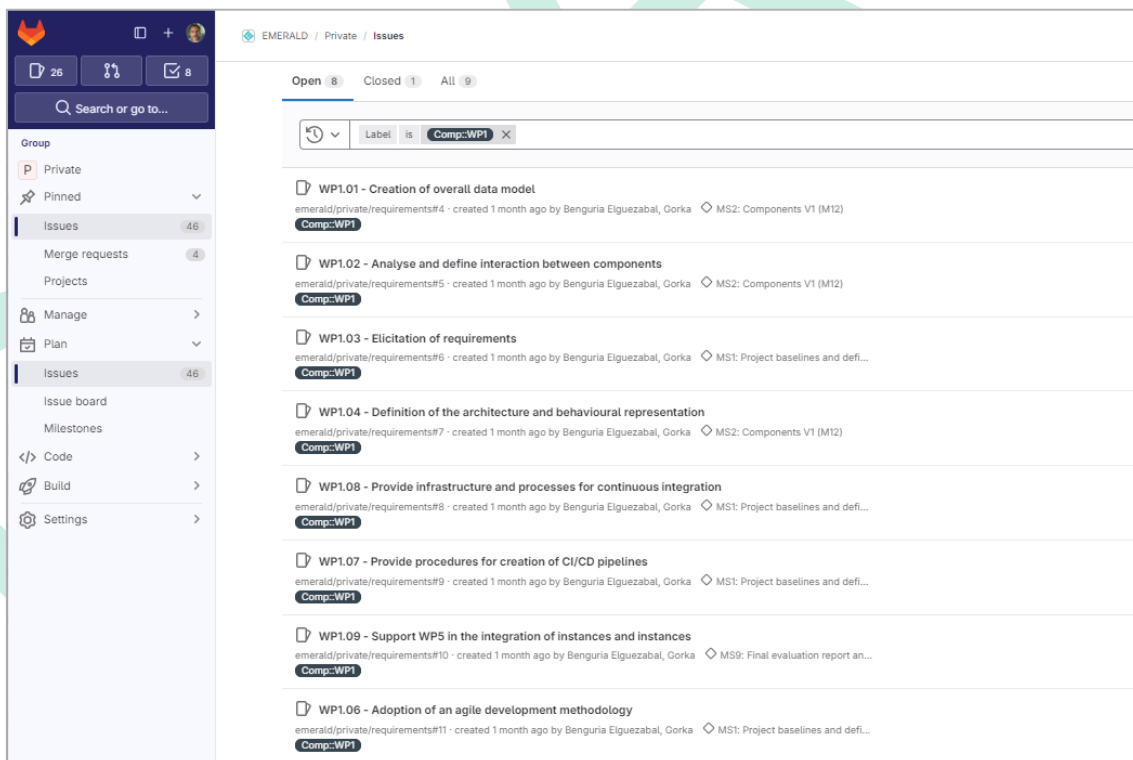 26
8
Search or go to...
Group
P Private
Pinned
Issues 46
Merge requests 4
Projects
Manage
Plan
Issues 46
Issue board
Milestones
Code
Build
Settings
EMERALD / Private / Issues
Open 8 Closed 1 All 9
Label is Comp::WP1
WP1.01 - Creation of overall data model
emerald/private/requirements#4 · created 1 month ago by Benguria Elguezabal, Gorka MS2: Components V1 (M12)
Comp::WP1
WP1.02 - Analyse and define interaction between components
emerald/private/requirements#5 · created 1 month ago by Benguria Elguezabal, Gorka MS2: Components V1 (M12)
Comp::WP1
WP1.03 - Elicitation of requirements
emerald/private/requirements#6 · created 1 month ago by Benguria Elguezabal, Gorka MS1: Project baselines and defi...
Comp::WP1
WP1.04 - Definition of the architecture and behavioural representation
emerald/private/requirements#7 · created 1 month ago by Benguria Elguezabal, Gorka MS2: Components V1 (M12)
Comp::WP1
WP1.08 - Provide infrastructure and processes for continuous integration
emerald/private/requirements#8 · created 1 month ago by Benguria Elguezabal, Gorka MS1: Project baselines and defi...
Comp::WP1
WP1.07 - Provide procedures for creation of CI/CD pipelines
emerald/private/requirements#9 · created 1 month ago by Benguria Elguezabal, Gorka MS1: Project baselines and defi...
Comp::WP1
WP1.09 - Support WP5 in the integration of instances and instances
emerald/private/requirements#10 · created 1 month ago by Benguria Elguezabal, Gorka MS9: Final evaluation report an...
Comp::WP1
WP1.06 - Adoption of an agile development methodology
emerald/private/requirements#11 · created 1 month ago by Benguria Elguezabal, Gorka MS1: Project baselines and defi...
Comp::WP1